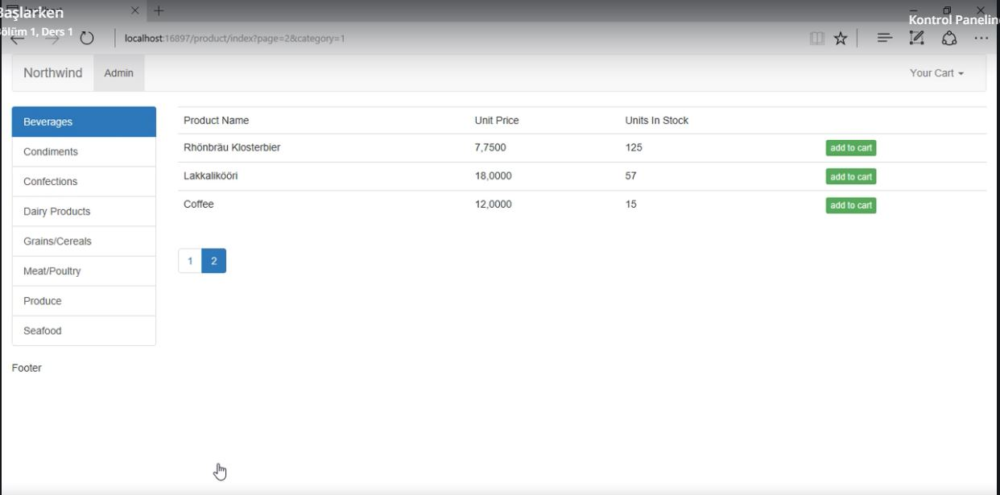 Başlarken
Bölüm 1, Ders 1
Kontrol Paneline
localhost:16897/product/index?page=2&category=1
Northwind Admin Your Cart
Beverages
Condiments
Confections
Dairy Products
Grains/Cereals
Meat/Poultry
Produce
Seafood
Product Name Unit Price Units In Stock
Rhönbräu Klosterbier 7,7500 125 add to cart
Lakkalikööri 18,0000 57 add to cart
Coffee 12,0000 15 add to cart
1 2
Footer